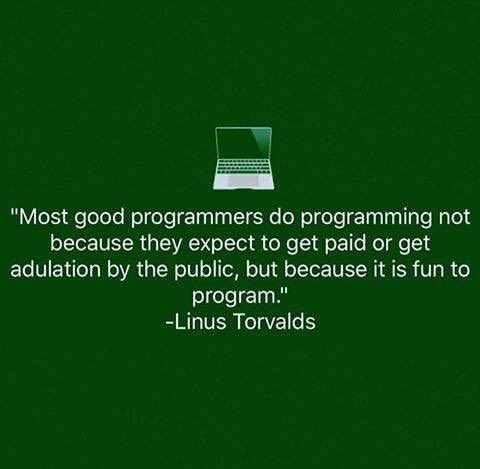 "Most good programmers do programming not
because they expect to get paid or get
adulation by the public, but because it is fun to
program."
-Linus Torvalds